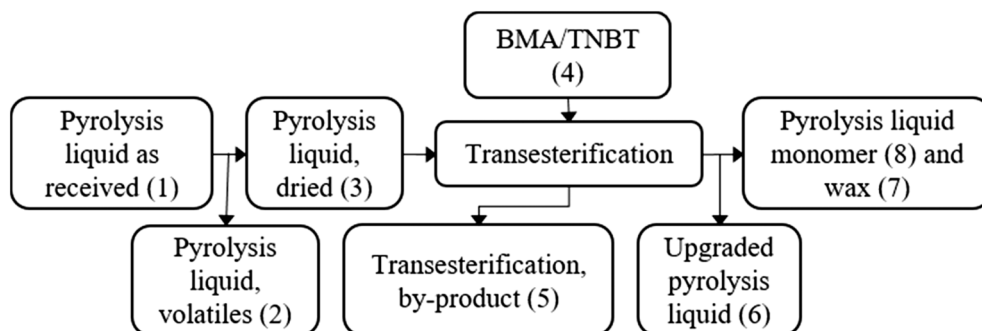 BMA/TNBT
(4)
Pyrolysis
liquid as
received (1)
Pyrolysis
liquid,
dried (3)
Transesterification
Pyrolysis liquid
monomer (8) and
wax (7)
Pyrolysis
liquid,
volatiles (2)
Transesterification,
by-product (5)
Upgraded
pyrolysis
liquid (6)